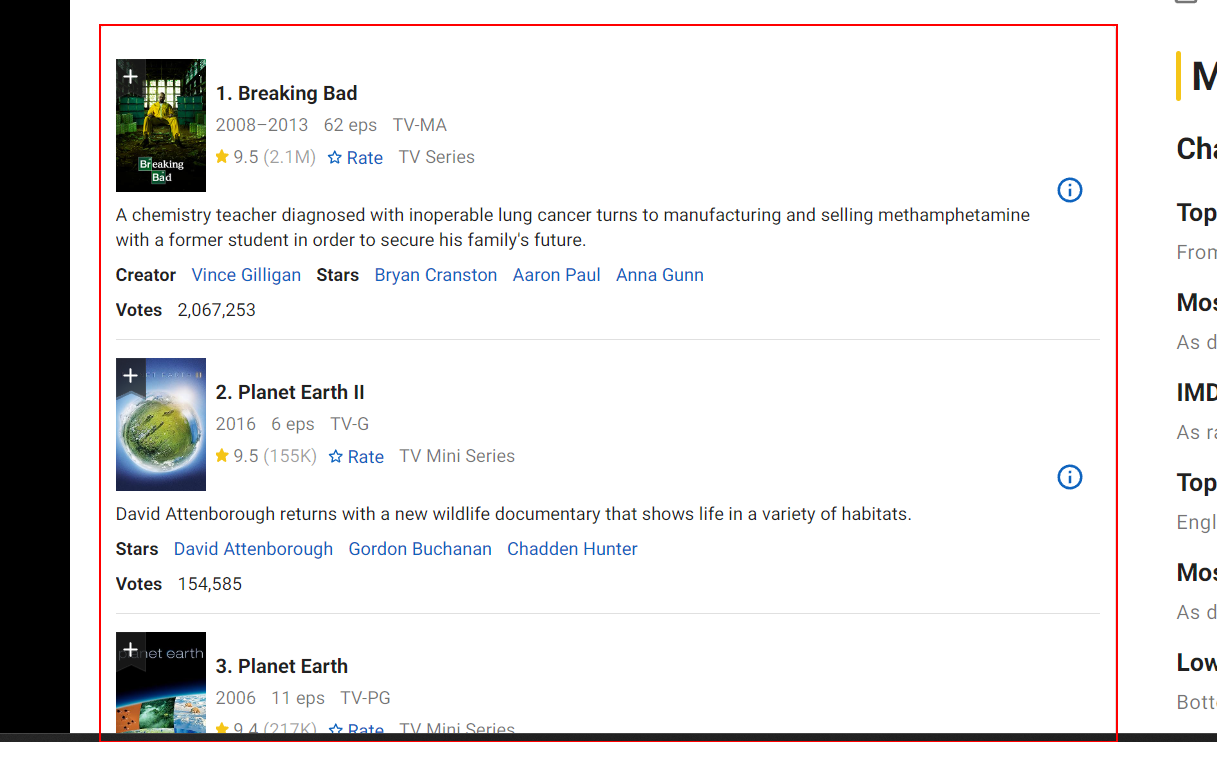 1. Breaking Bad
2008–2013 62 eps TV-MA
9.5 (2.1M) Rate TV Series
Breaking
Bad
A chemistry teacher diagnosed with inoperable lung cancer turns to manufacturing and selling methamphetamine
with a former student in order to secure his family's future.
Creator Vince Gilligan Stars Bryan Cranston Aaron Paul Anna Gunn
Votes 2,067,253
2. Planet Earth II
2016 6 eps TV-G
9.5 (155K) Rate TV Mini Series
David Attenborough returns with a new wildlife documentary that shows life in a variety of habitats.
Stars David Attenborough Gordon Buchanan Chadden Hunter
Votes 154,585
planet earth
3. Planet Earth
2006 11 eps TV-PG
9.4 (217K) Rate TV Mini Series
M
Cha
Top
From
Mos
As d
IMD
As ra
Top
Engl
Mos
As d
Low
Botto